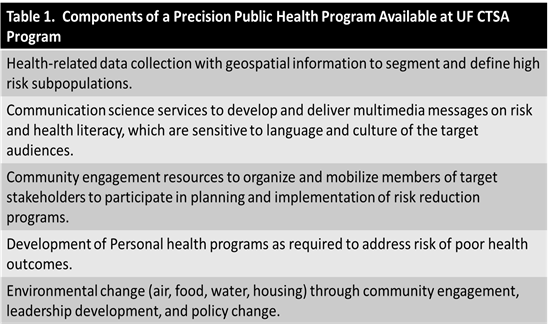 Table 1.  Components of a Precision Public Health Program Available at UF CTSA
Program
Health-related data collection with geospatial information to segment and define high
risk subpopulations.
Communication science services to develop and deliver multimedia messages on risk
and health literacy, which are sensitive to language and culture of the target
audiences.
Community engagement resources to organize and mobilize members of target
stakeholders to participate in planning and implementation of risk reduction
programs.
Development of Personal health programs as required to address risk of poor health
outcomes.
Environmental change (air, food, water, housing) through community engagement,
leadership development, and policy change.